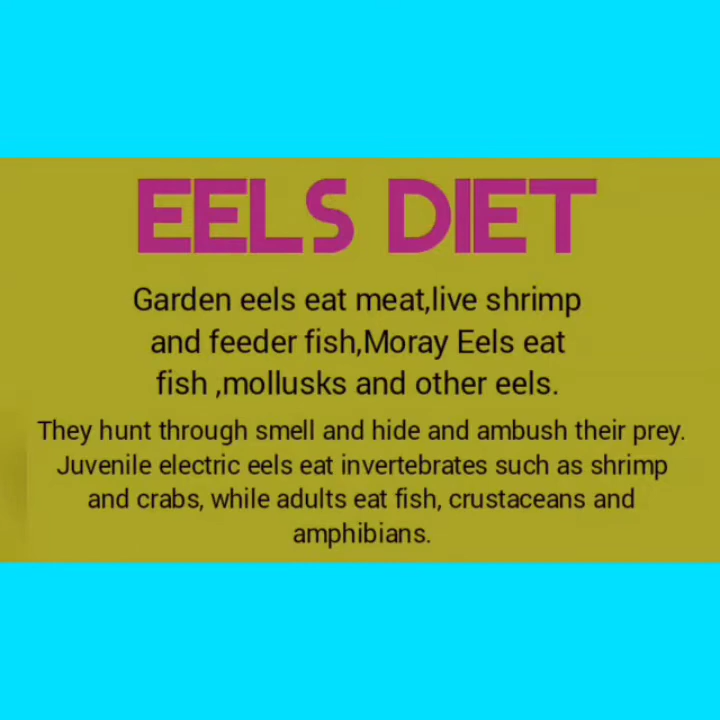 EELS DIET
Garden eels eat meat,live shrimp
and feeder fish,Moray Eels eat
fish ,mollusks and other eels.
They hunt through smell and hide and ambush their prey.
Juvenile electric eels eat invertebrates such as shrimp
and crabs, while adults eat fish, crustaceans and
amphibians.